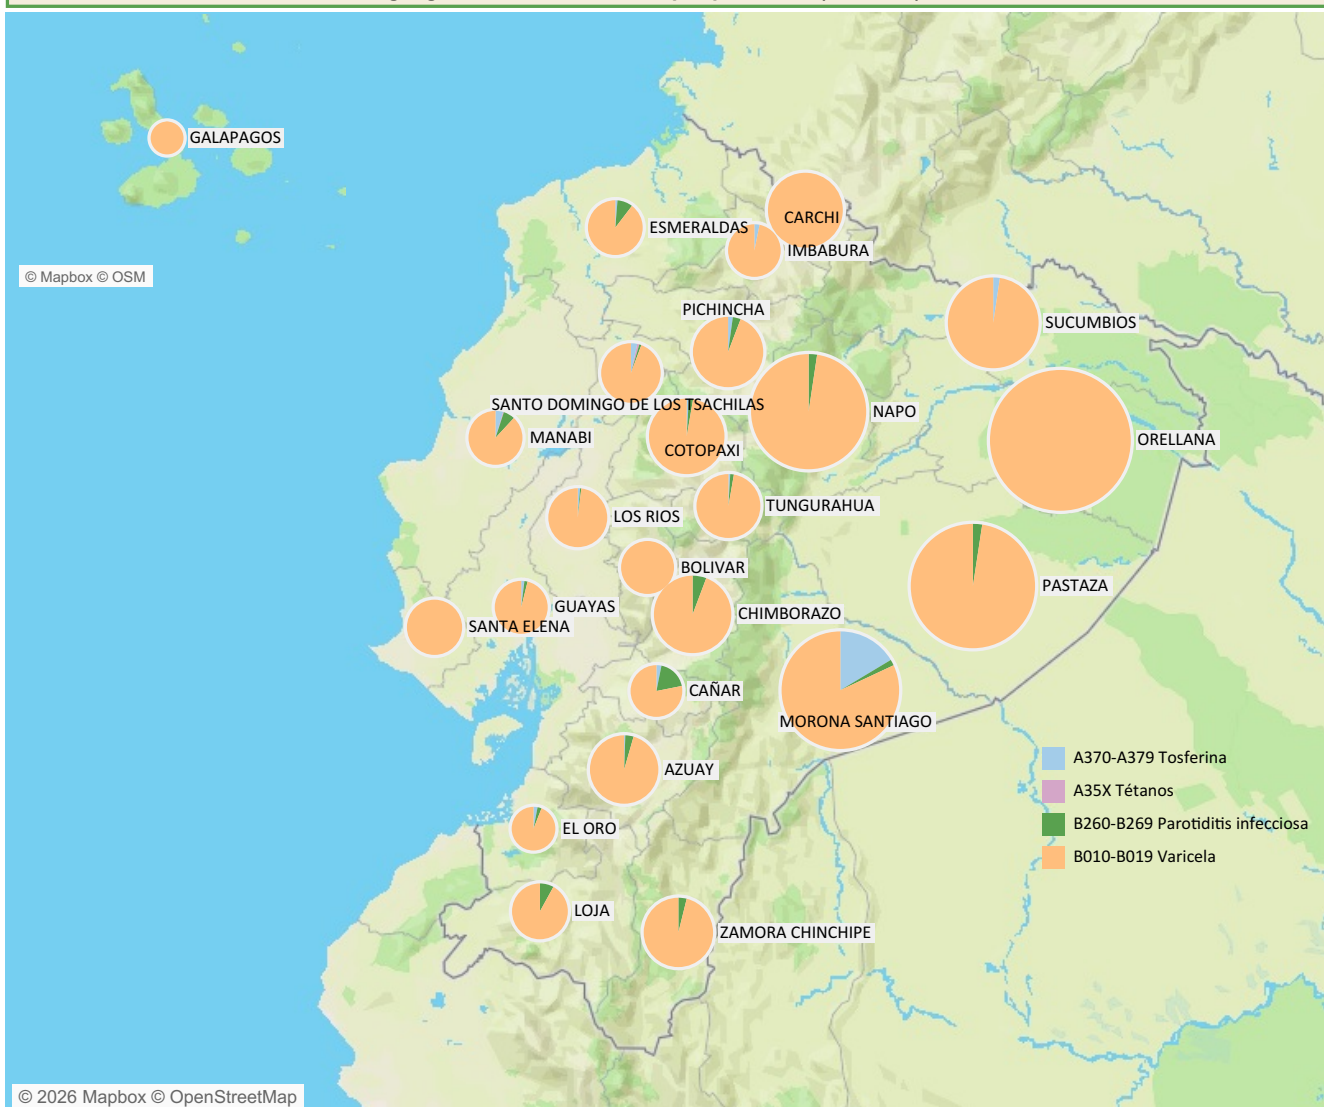 GALAPAGOS
© Mapbox © OSM
CARCHI
ESMERALDAS
IMBABURA
PICHINCHA
SUCUMBIOS
SANTO DOMINGO DE LOS TSACHILAS
NAPO
MANABI
COTOPAXI
ORELLANA
TUNGURAHUA
LOS RIOS
BOLIVAR
PASTAZA
GUAYAS
CHIMBORAZO
SANTA ELENA
CAÑAR
MORONA SANTIAGO
AZUAY
EL ORO
LOJA
ZAMORA CHINCHIPE
A370-A379 Tosferina
A35X Tétanos
B260-B269 Parotiditis infecciosa
B010-B019 Varicela
© 2026 Mapbox © OpenStreetMap